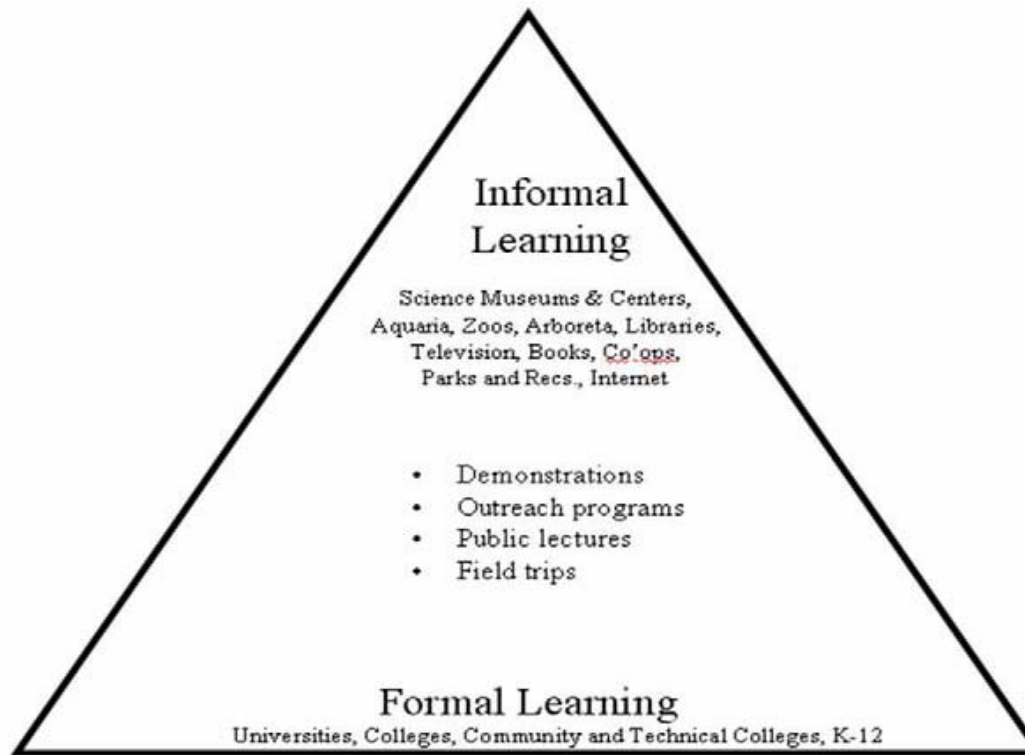 Informal
Learning
Science Museums & Centers,
Aquaria, Zoos, Arboreta, Libraries,
Television, Books, Co'ops,
Parks and Recs., Internet
• Demonstrations
• Outreach programs
• Public lectures
• Field trips
Formal Learning
Universities, Colleges, Community and Technical Colleges, K-12